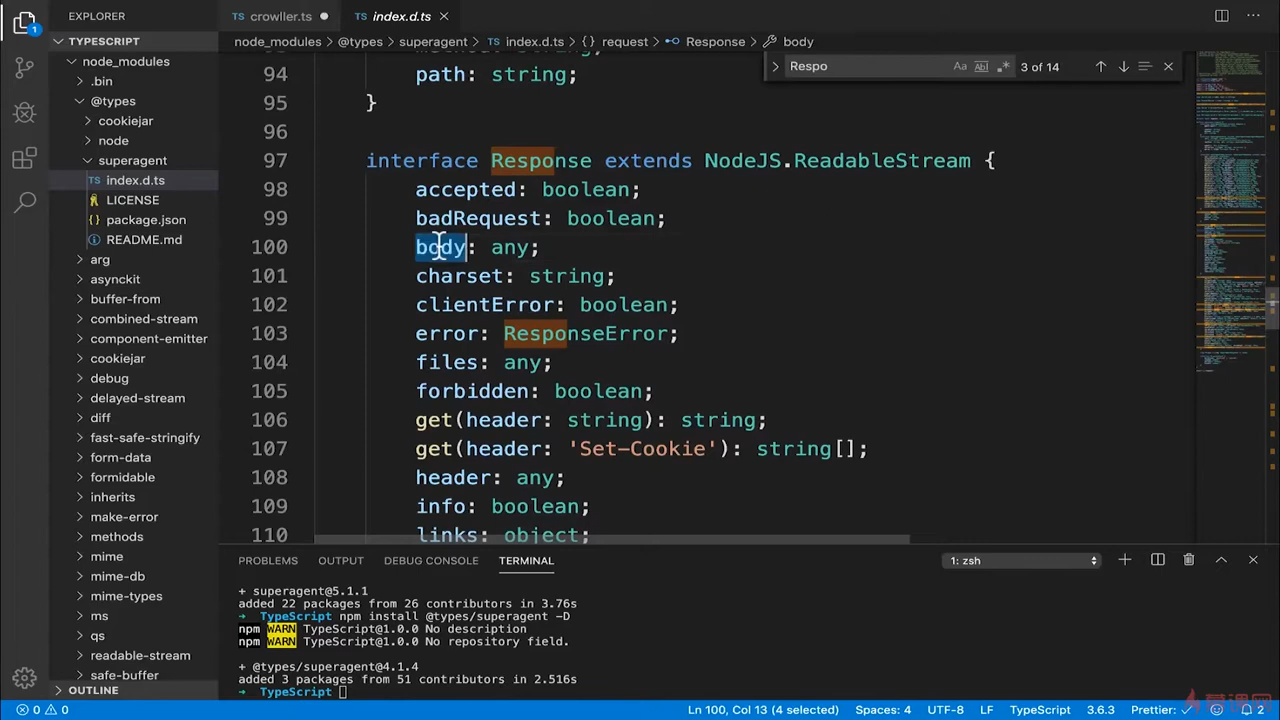 EXPLORER
TS crowller.ts
TS index.d.ts
TYPESCRIPT
node_modules > @types > superagent > TS index.d.ts > {} request > Response > body
node_modules
.bin
@types
cookiejar
node
superagent
TS index.d.ts
LICENSE
package.json
README.md
arg
asynckit
buffer-from
combined-stream
component-emitter
cookiejar
debug
delayed-stream
diff
fast-safe-stringify
form-data
formidable
inherits
make-error
methods
mime
mime-db
mime-types
ms
qs
readable-stream
safe-buffer
OUTLINE
Respo
Aa Abl .* 3 of 14
94 path: string;
95 }
96
97 interface Response extends NodeJS.ReadableStream {
98 accepted: boolean;
99 badRequest: boolean;
100 body: any;
101 charset: string;
102 clientError: boolean;
103 error: ResponseError;
104 files: any;
105 forbidden: boolean;
106 get(header: string): string;
107 get(header: 'Set-Cookie'): string[];
108 header: any;
109 info: boolean;
110 links: object;
PROBLEMS OUTPUT DEBUG CONSOLE TERMINAL 1: zsh
+ superagent@5.1.1
added 22 packages from 26 contributors in 3.76s
➜ TypeScript npm install @types/superagent -D
npm WARN TypeScript@1.0.0 No description
npm WARN TypeScript@1.0.0 No repository field.
+ @types/superagent@4.1.4
added 3 packages from 51 contributors in 2.516s
➜ TypeScript
0 0 Ln 100, Col 13 (4 selected) Spaces: 4 UTF-8 LF TypeScript 3.6.3 Prettier: ✓ 2
慕课网